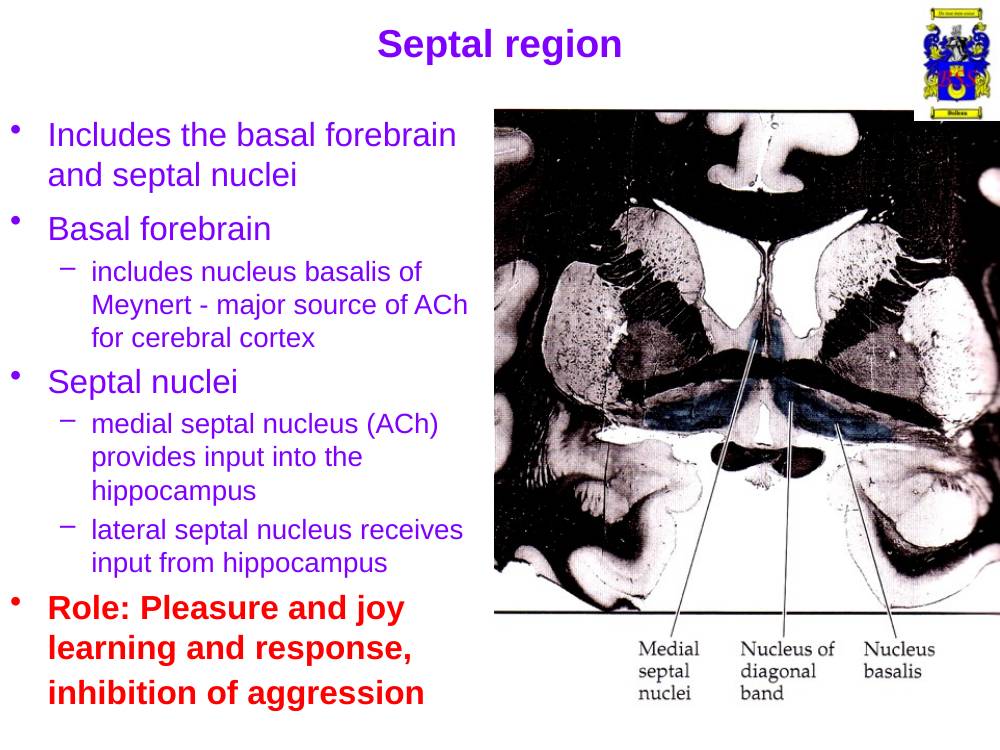 Septal region
• Includes the basal forebrain
and septal nuclei
• Basal forebrain
– includes nucleus basalis of
Meynert - major source of ACh
for cerebral cortex
• Septal nuclei
– medial septal nucleus (ACh)
provides input into the
hippocampus
– lateral septal nucleus receives
input from hippocampus
• Role: Pleasure and joy
learning and response,
inhibition of aggression
Medial
septal
nuclei
Nucleus of
diagonal
band
Nucleus
basalis